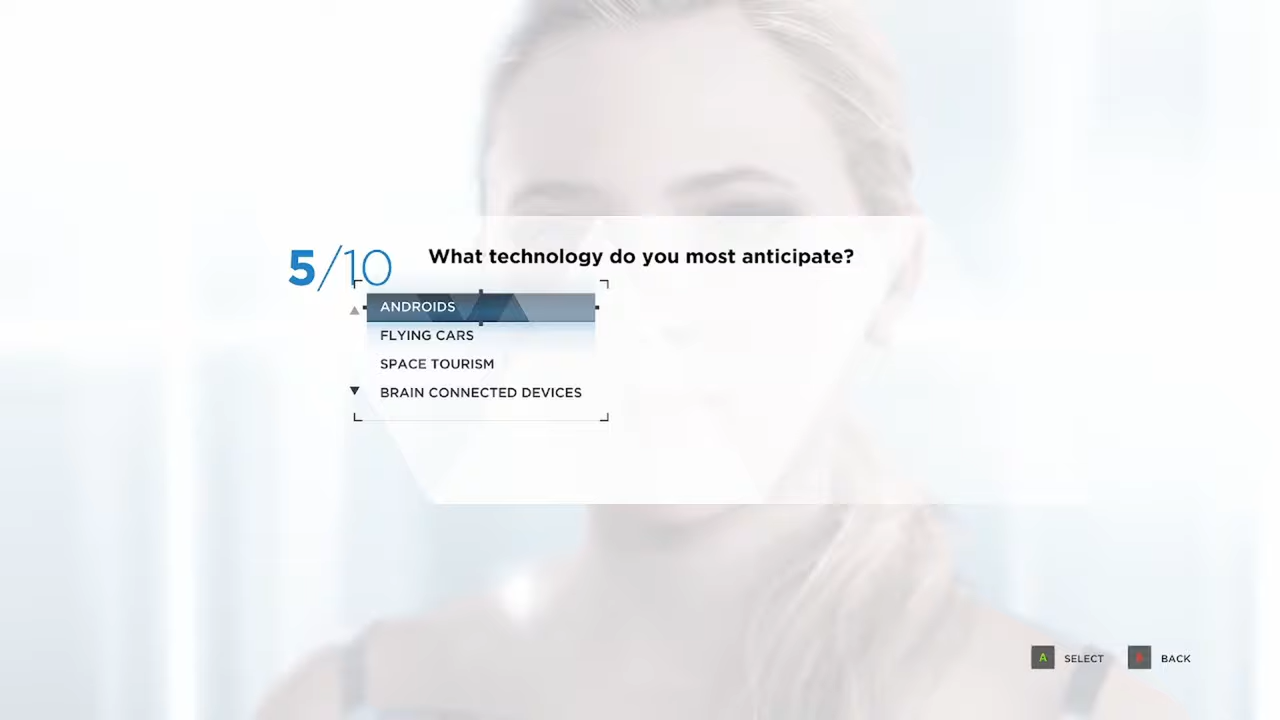 5/10
What technology do you most anticipate?
ANDROIDS
FLYING CARS
SPACE TOURISM
BRAIN CONNECTED DEVICES
A SELECT B BACK